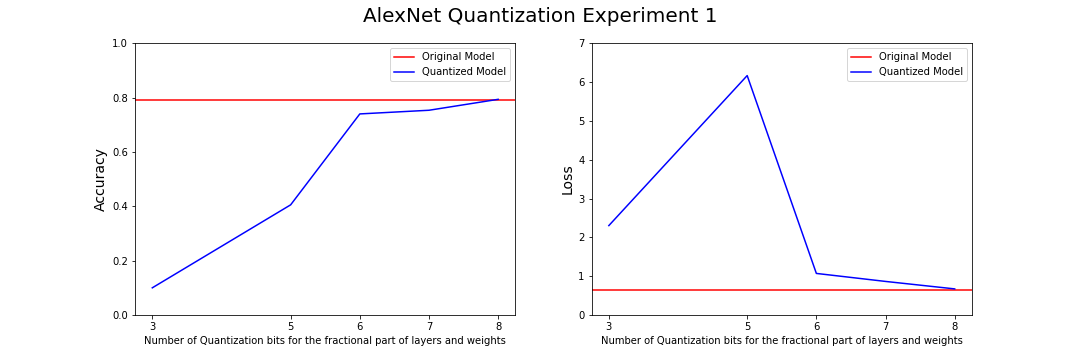 AlexNet Quantization Experiment 1
1.0
0.8
0.6
0.4
0.2
0.0
Accuracy
Original Model
Quantized Model
3 5 6 7 8
Number of Quantization bits for the fractional part of layers and weights
7
6
5
4
3
2
1
0
Loss
Original Model
Quantized Model
3 5 6 7 8
Number of Quantization bits for the fractional part of layers and weights